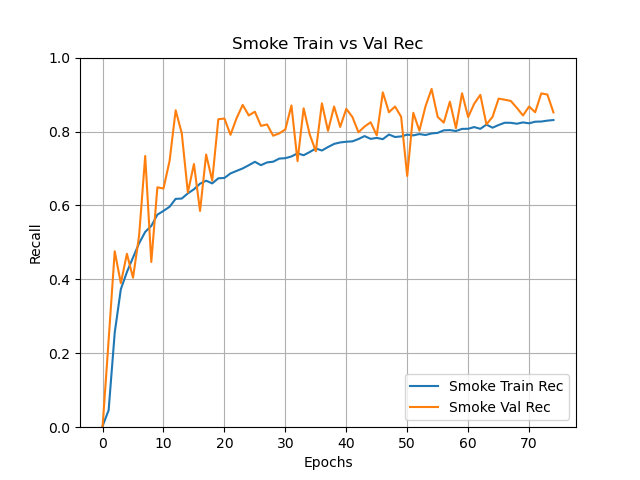 Smoke Train vs Val Rec
1.0
0.8
0.6
0.4
0.2
0.0
Recall
0 10 20 30 40 50 60 70
Epochs
Smoke Train Rec
Smoke Val Rec